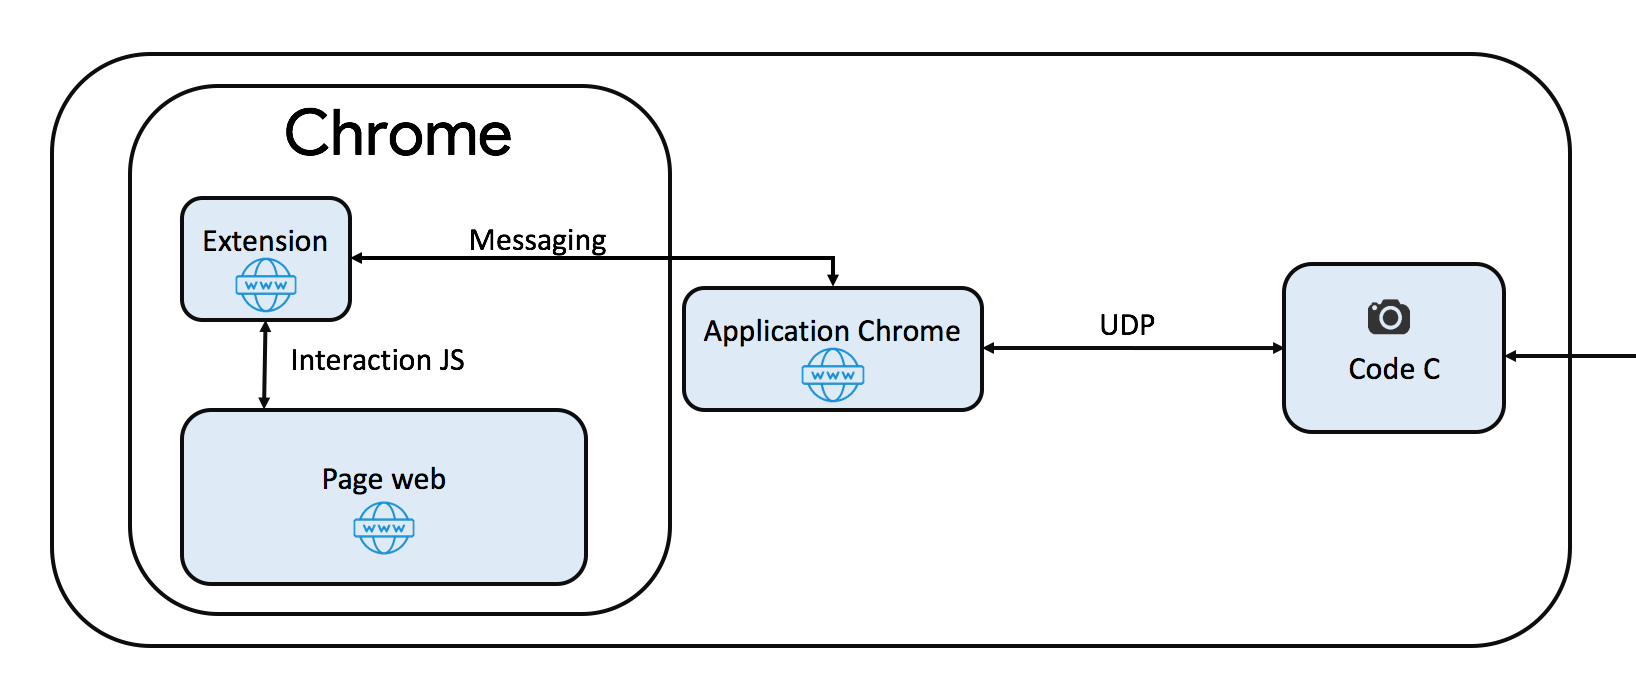 Chrome
Extension
www
Messaging
Interaction JS
Application Chrome
www
UDP
Code C
Page web
www